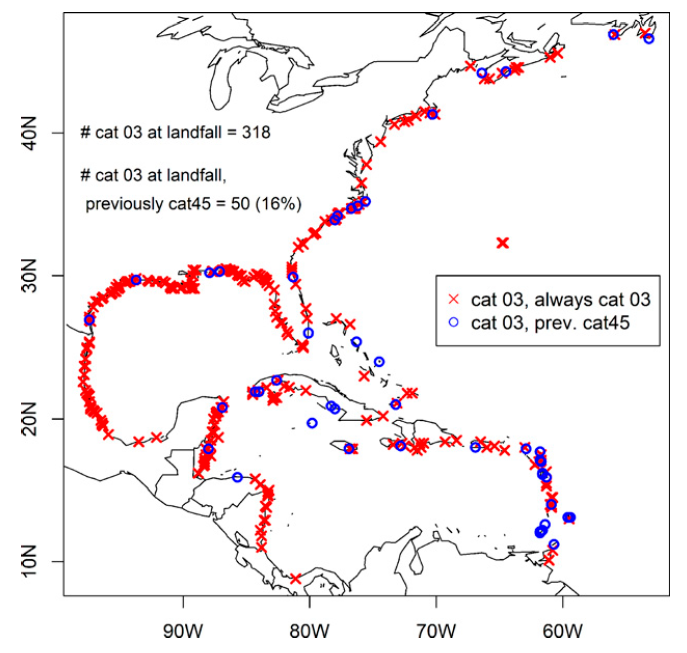 # cat 03 at landfall = 318
# cat 03 at landfall,
previously cat45 = 50 (16%)
cat 03, always cat 03
cat 03, prev. cat45
40N
30N
20N
10N
90W 80W 70W 60W